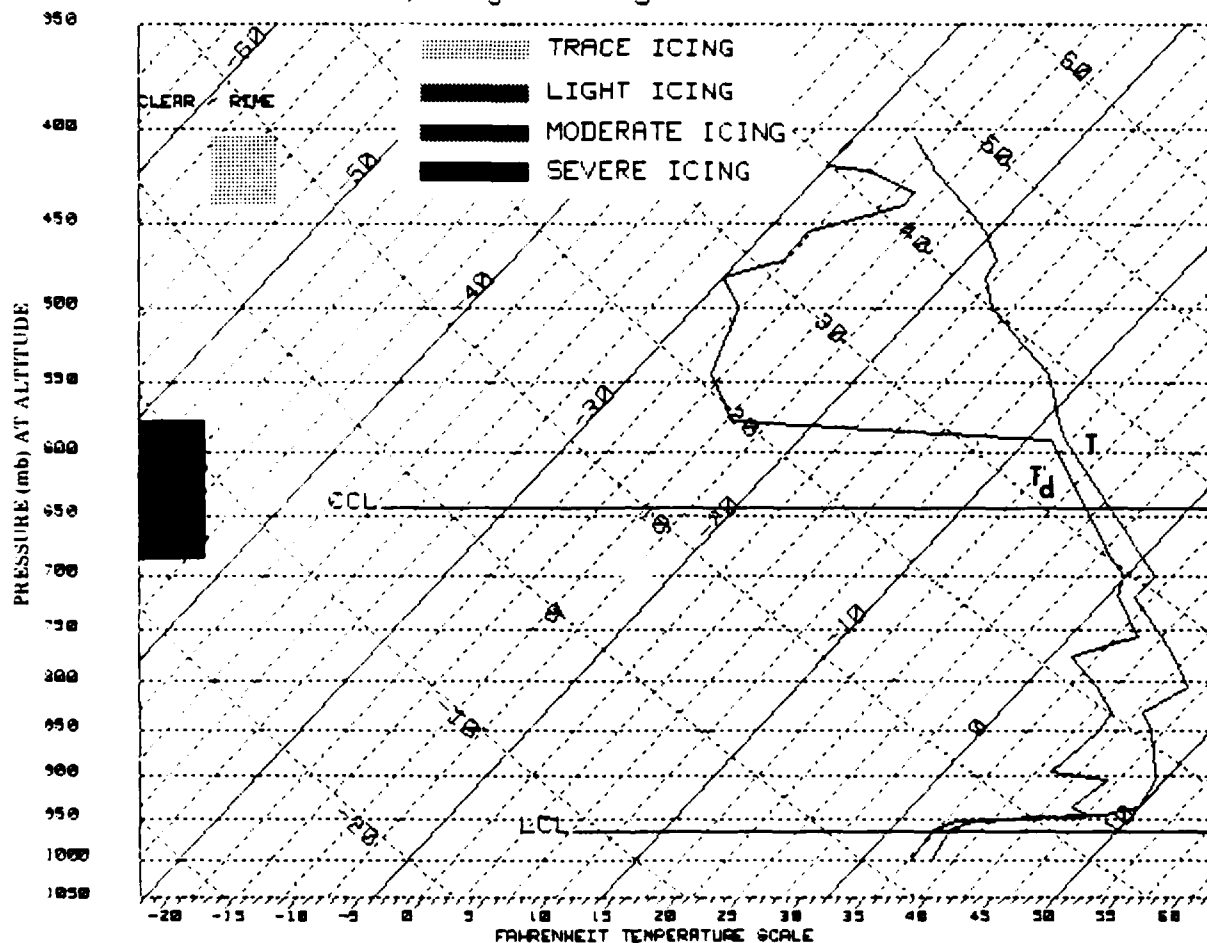 TRACE ICING
LIGHT ICING
MODERATE ICING
SEVERE ICING
CLEAR - RIME
350
400
450
500
550
600
650
700
750
800
850
900
950
1000
1050
PRESSURE (mb) AT ALTITUDE
-60
-50
-40
-30
-20
-10
0
60
50
40
30
20
10
0
-10
-20
T
Td
CCL
LCL
-20 -15 -10 -5 0 5 10 15 20 25 30 35 40 45 50 55 60
FAHRENHEIT TEMPERATURE SCALE